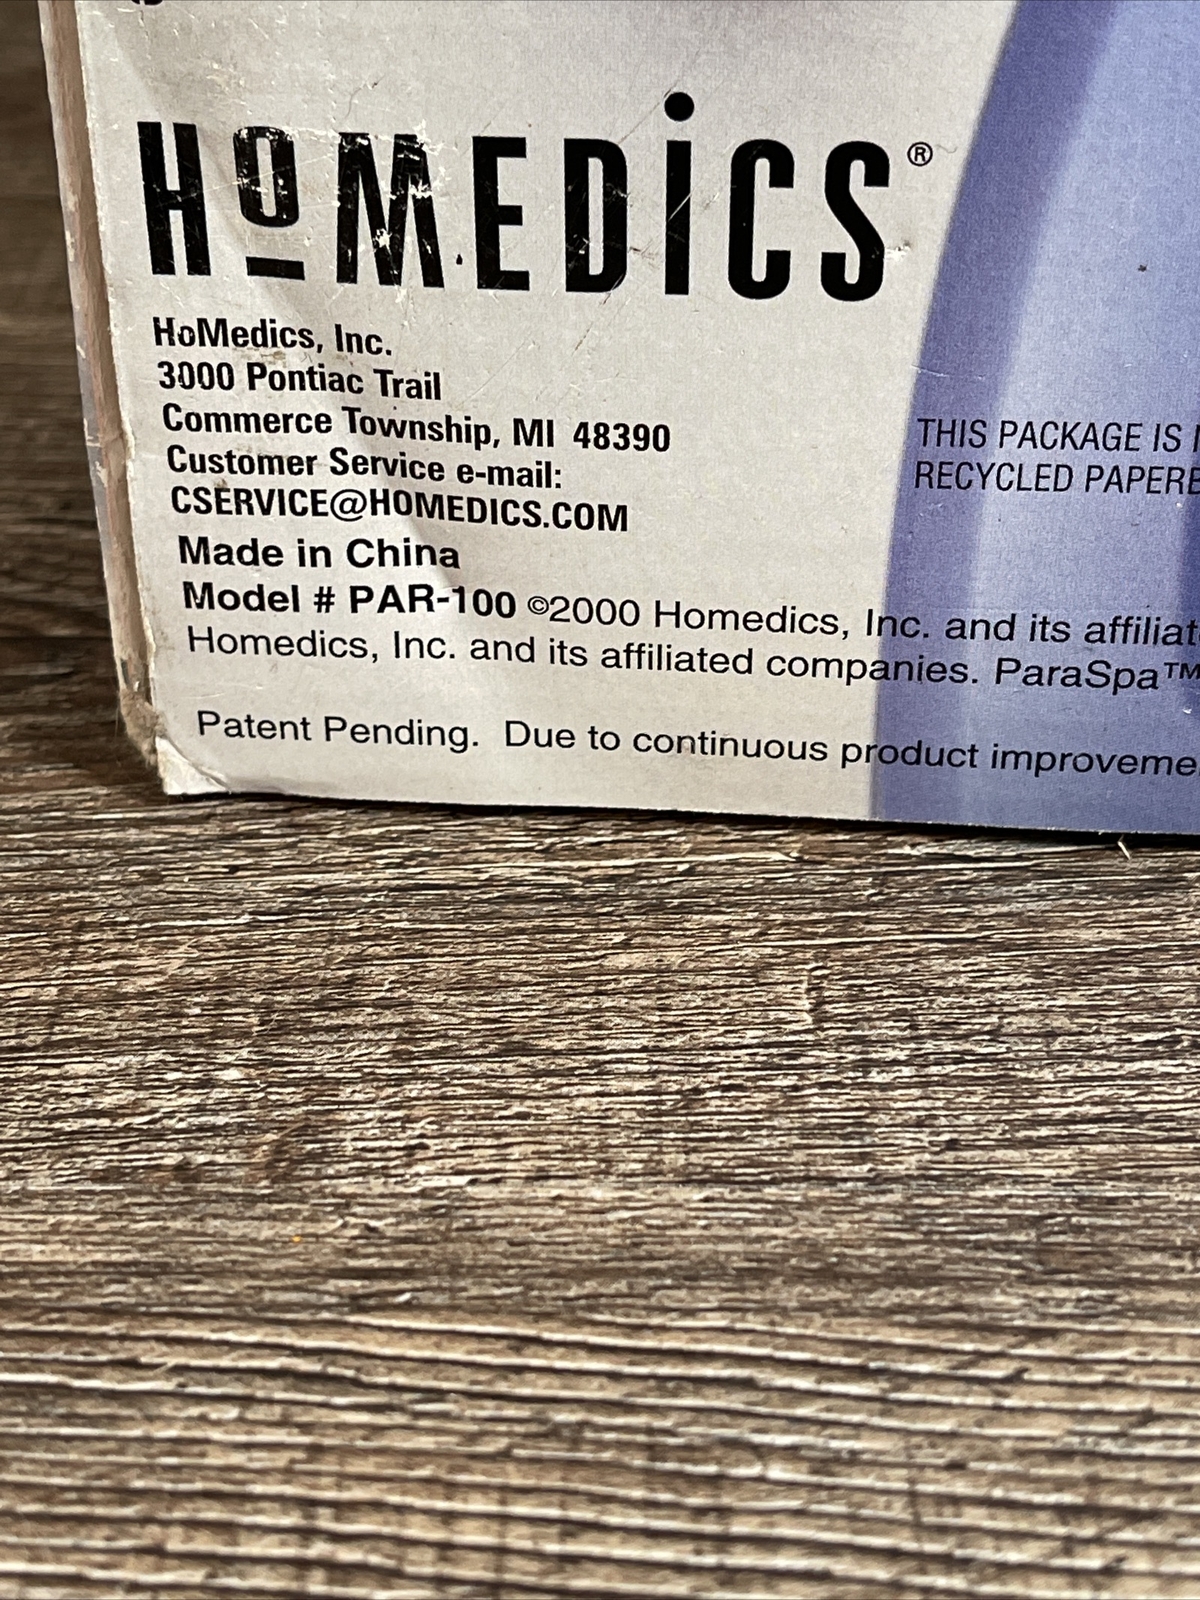 HoMEDiCS®
HoMedics, Inc.
3000 Pontiac Trail
Commerce Township, MI 48390
Customer Service e-mail:
CSERVICE@HOMEDICS.COM
Made in China
Model # PAR-100 ©2000 Homedics, Inc. and its affiliat
Homedics, Inc. and its affiliated companies. ParaSpa™
Patent Pending. Due to continuous product improveme
THIS PACKAGE IS
RECYCLED PAPERB